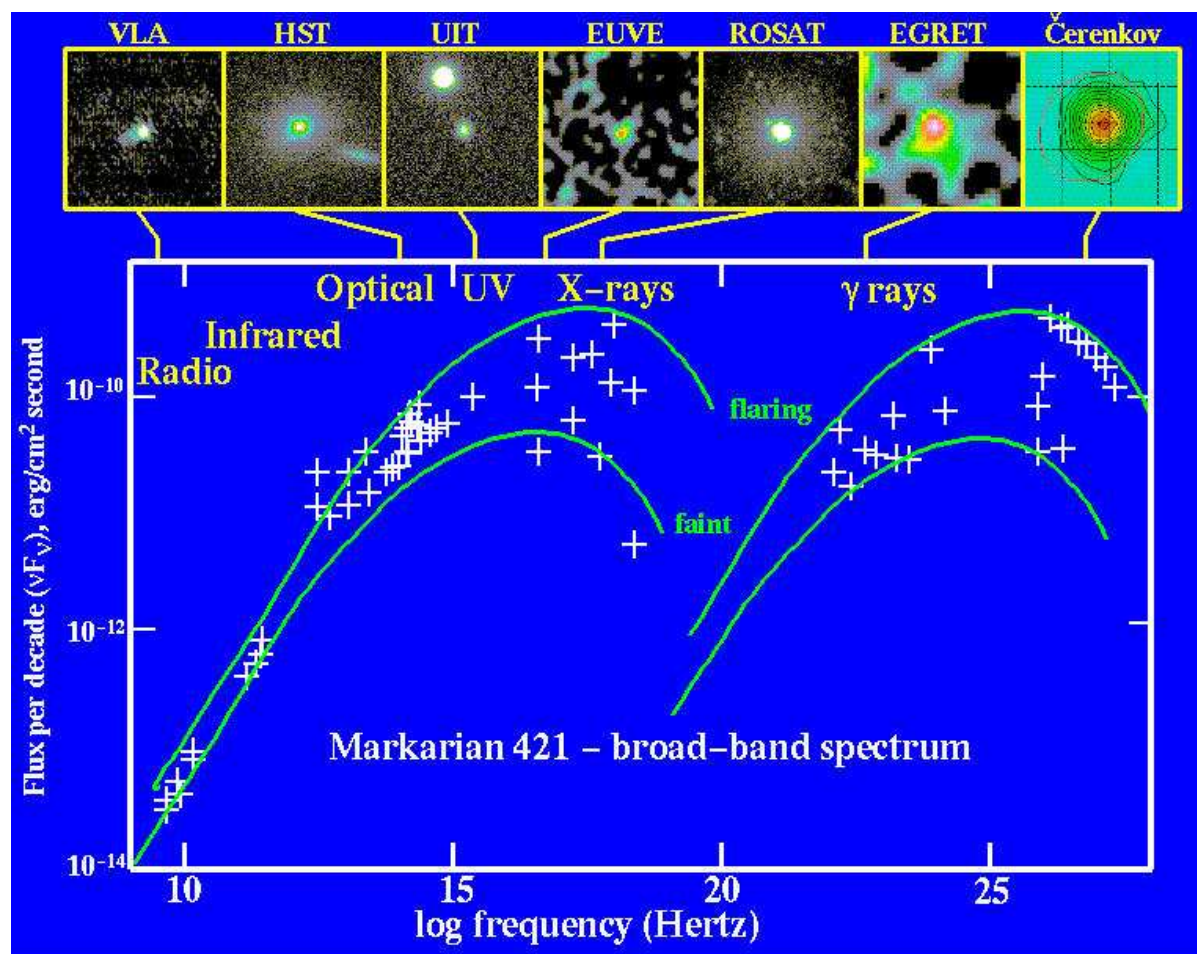 VLA HST UIT EUVE ROSAT EGRET Čerenkov
Optical UV X-rays γ rays
Infrared
Radio
10⁻¹⁰
flaring
faint
10⁻¹²
Markarian 421 – broad-band spectrum
10⁻¹⁴
10 15 20 25
log frequency (Hertz)
Flux per decade (νFν), erg/cm² second